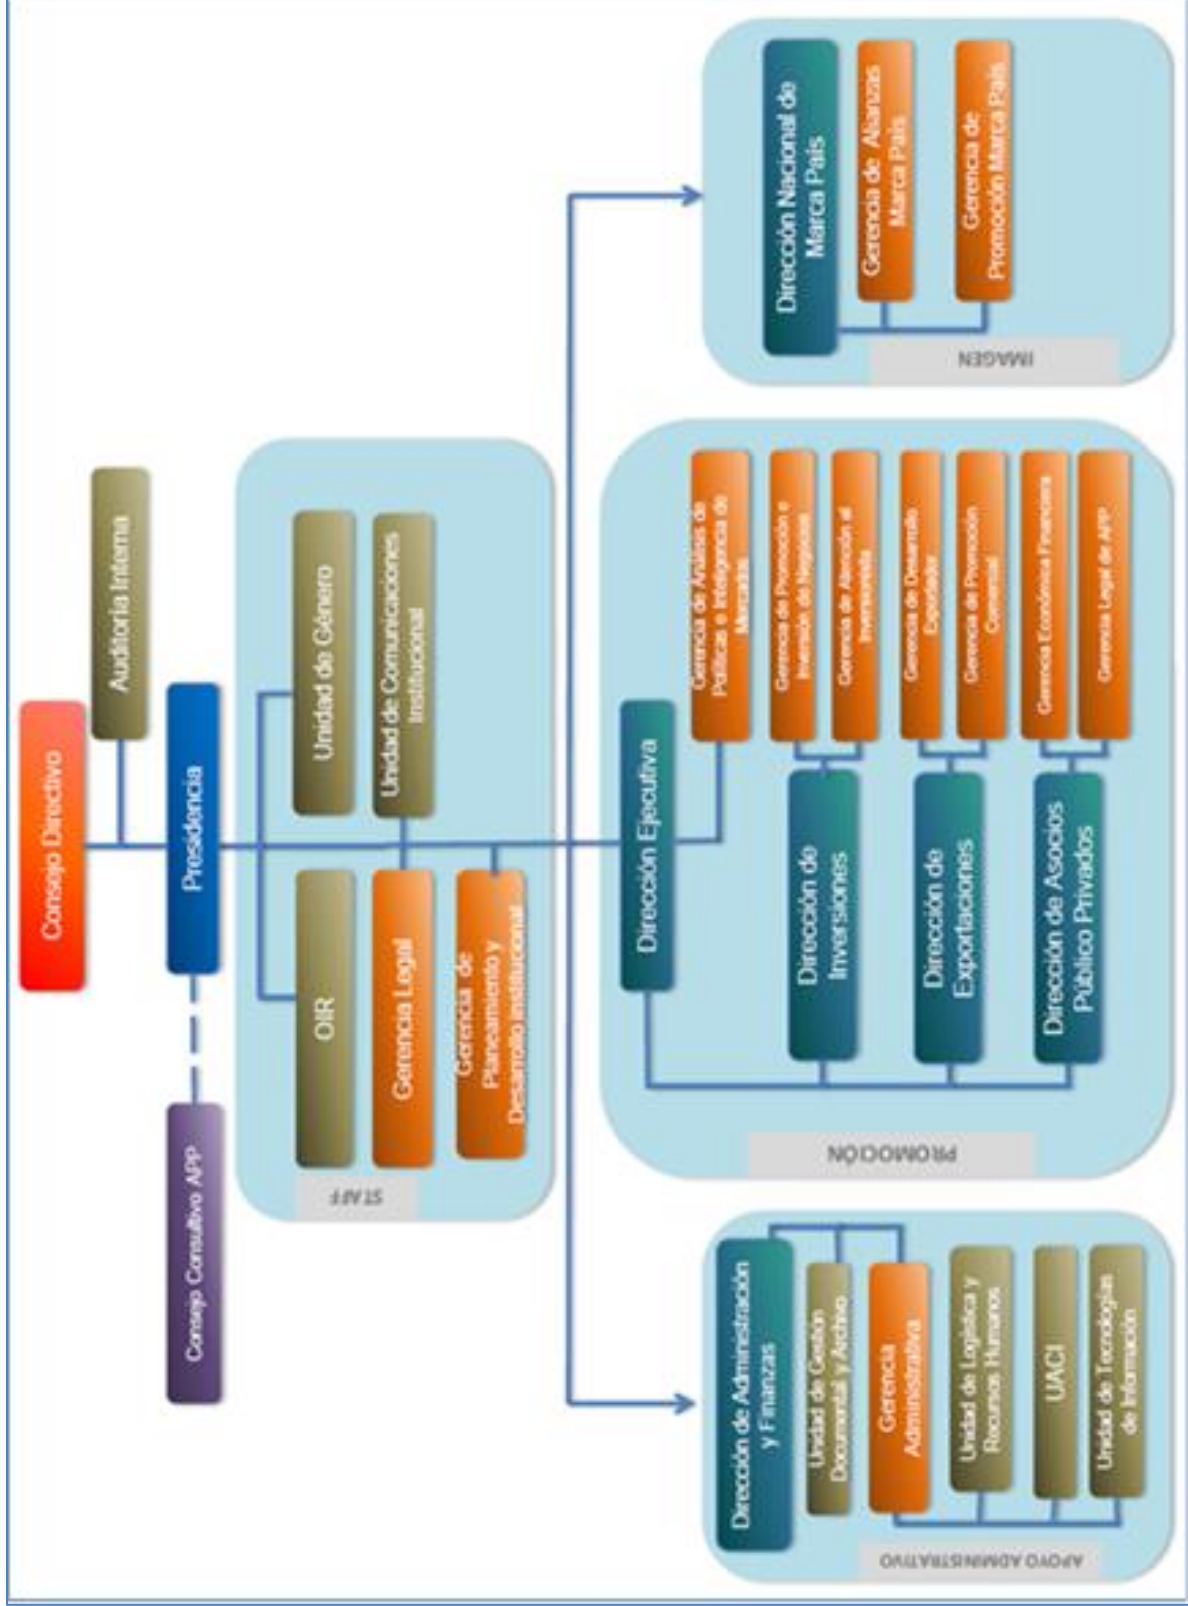 Consejo Directivo
Auditoria Interna
Presidencia
Consejo Consultivo APP
STAFF
OIR
Unidad de Género
Gerencia Legal
Unidad de Comunicaciones
Institucional
Gerencia de
Planeamiento y
Desarrollo institucional
APOYO ADMINISTRATIVO
Dirección de Administración
y Finanzas
Unidad de Gestión
Documental y Archivo
Gerencia
Administrativa
Unidad de Logística y
Recursos Humanos
UACI
Unidad de Tecnologías
de Información
PROMOCIÓN
Dirección Ejecutiva
Gerencia de Análisis de
Políticas e Inteligencia de
Mercados
Dirección de
Inversiones
Gerencia de Promoción e
Inversión de Negocios
Gerencia de Atención al
Inversionista
Dirección de
Exportaciones
Gerencia de Desarrollo
Exportador
Gerencia de Promoción
Comercial
Dirección de Asocios
Público Privados
Gerencia Económica Financiera
Gerencia Legal de APP
IMAGEN
Dirección Nacional de
Marca País
Gerencia de Alianzas
Marca País
Gerencia de
Promoción Marca País